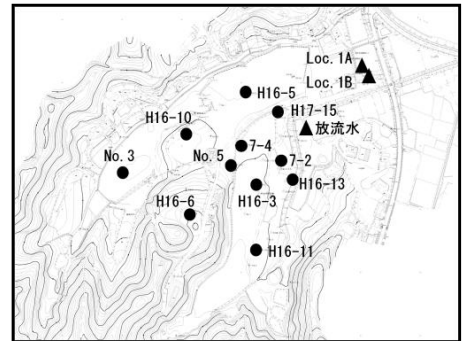 Loc. 1A
Loc. 1B
H16-5
H17-15
放流水
H16-10
7-4
No. 3
No. 5
7-2
H16-13
H16-3
H16-6
H16-11